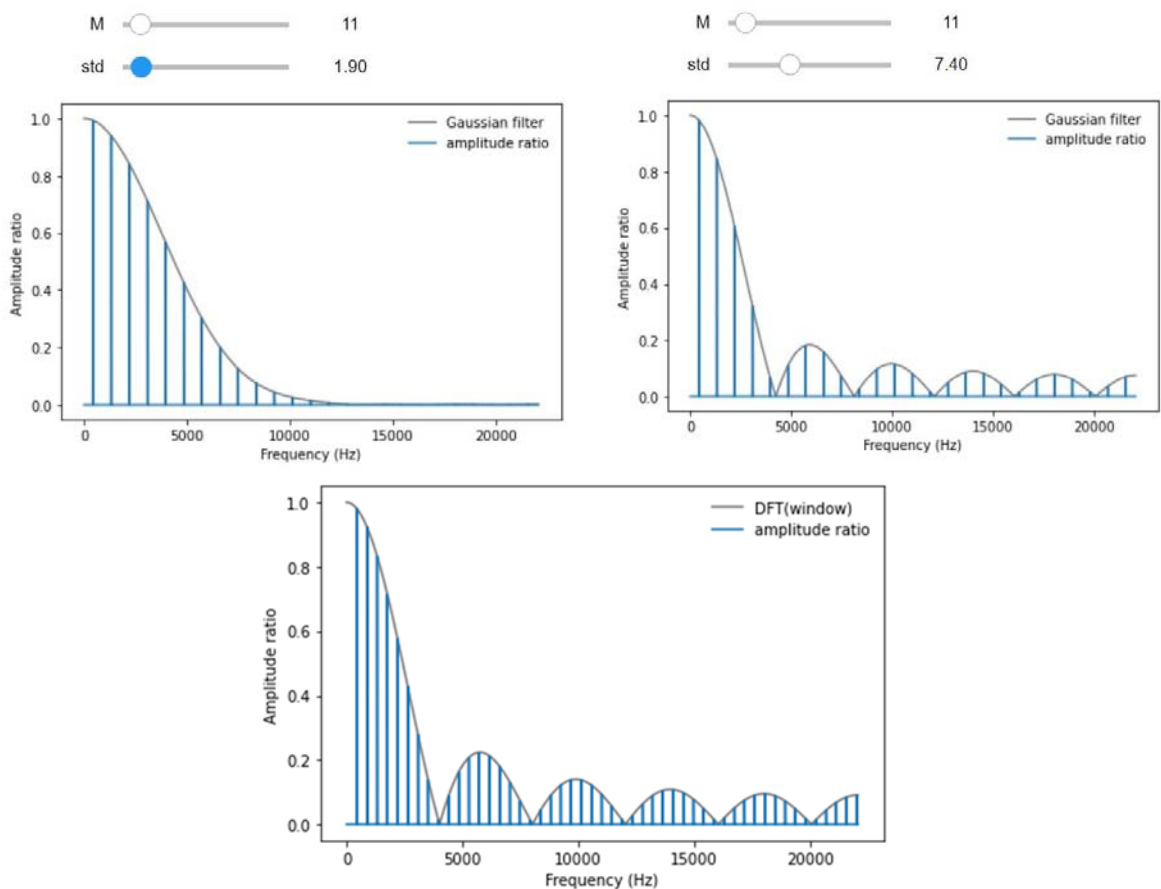 M 11
std 1.90
M 11
std 7.40
1.0
0.8
0.6
0.4
0.2
0.0
Amplitude ratio
Gaussian filter
amplitude ratio
0 5000 10000 15000 20000
Frequency (Hz)
1.0
0.8
0.6
0.4
0.2
0.0
Amplitude ratio
Gaussian filter
amplitude ratio
0 5000 10000 15000 20000
Frequency (Hz)
1.0
0.8
0.6
0.4
0.2
0.0
Amplitude ratio
DFT(window)
amplitude ratio
0 5000 10000 15000 20000
Frequency (Hz)